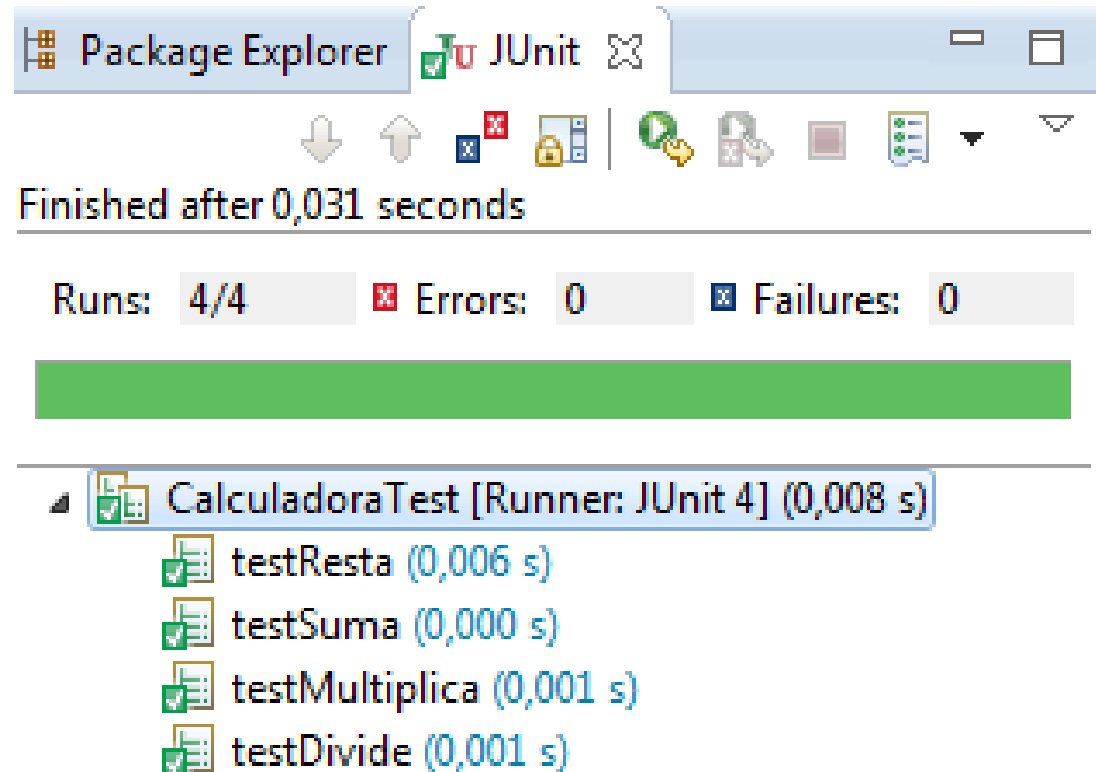 Package Explorer JUnit
Finished after 0,031 seconds
Runs: 4/4 Errors: 0 Failures: 0
CalculadoraTest [Runner: JUnit 4] (0,008 s)
testResta (0,006 s)
testSuma (0,000 s)
testMultiplica (0,001 s)
testDivide (0,001 s)